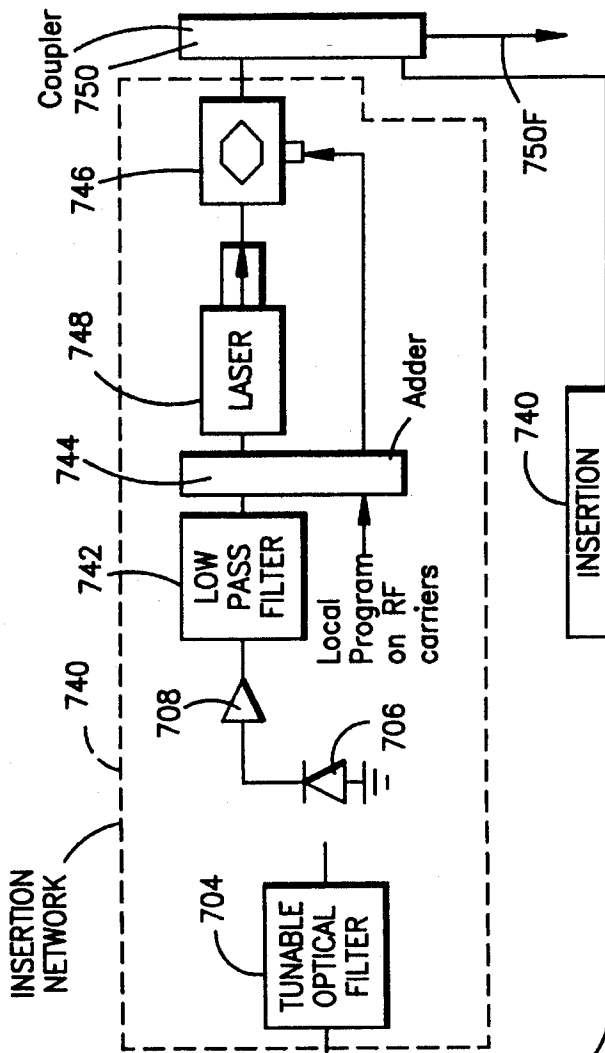 INSERTION
NETWORK
740
704
TUNABLE
OPTICAL
FILTER
706
708
742
LOW
PASS
FILTER
Local
Program
on RF
carriers
744
Adder
748
LASER
746
Coupler
750
750F
740
INSERTION